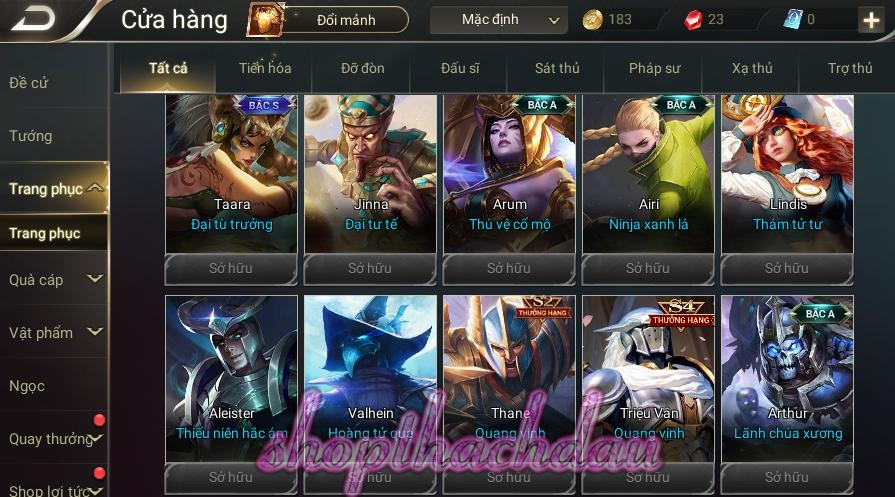 Cửa hàng
Đổi mảnh
Mặc định
183
23
0
Tất cả
Tiến hóa
Đỡ đòn
Đấu sĩ
Sát thủ
Pháp sư
Xạ thủ
Trợ thủ
Đề cử
Tướng
Trang phục
Trang phục
Quà cáp
Vật phẩm
Ngọc
Quay thưởng
Shop lợi tức
BẬC S
Taara
Đại tù trưởng
Sở hữu
Jinna
Đại tư tế
Sở hữu
BẬC A
Arum
Thú vệ cổ mộ
Sở hữu
BẬC A
Airi
Ninja xanh lá
Sở hữu
Lindis
Thám tử tư
Sở hữu
Aleister
Thiếu niên hắc ám
Sở hữu
Valhein
Hoàng tử quạ
Sở hữu
S2
THƯỞNG HẠNG
Thane
Quang vinh
Sở hữu
S4
THƯỞNG HẠNG
Triệu Vân
Quang vinh
Sở hữu
BẬC A
Arthur
Lãnh chúa xương
Sở hữu
shopthachdau